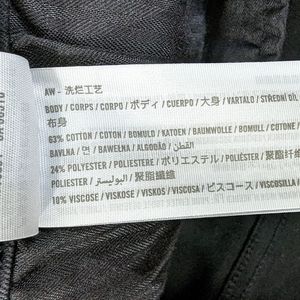 AW - 洗烂工艺
BODY / CORPS / CORPO / ボディ / CUERPO / 大身 / VARTALO / STŘEDNÍ DÍL
布身
63% COTTON / COTON / BOMULD / KATOEN / BAUMWOLLE / BOMULL / COTONE
BAVLNA / 면 / BAWEŁNA / ALGODÃO / القطن / 棉
24% POLYESTER / POLIESTERE / ポリエステル / POLIÉSTER / 聚酯纖
POLIESTER / البوليستر / 聚脂纤维
10% VISCOSE / VISKOSE / VISKOS / VISCOSA / ビスコース / VISCOSILLA